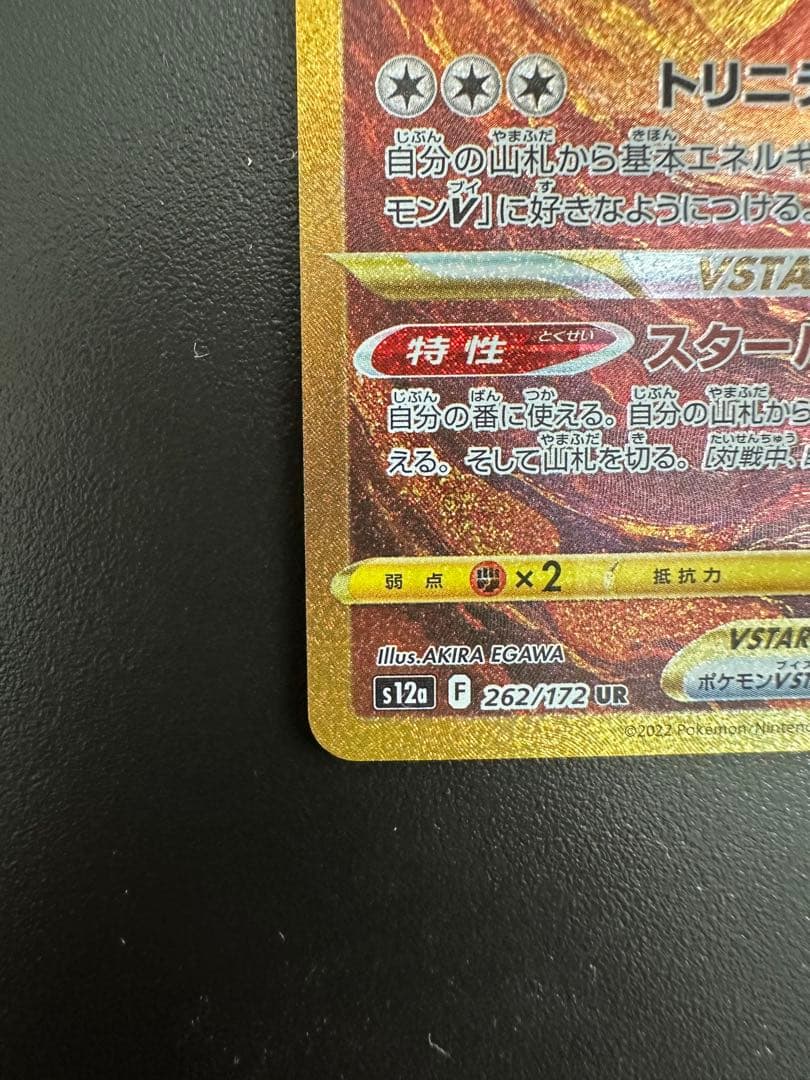 トリニ
自分の山札から基本エネルギ
モンV」に好きなようにつける。
VSTA
特性 スター
自分の番に使える。自分の山札から
える。そして山札を切る。[対戦中、
弱点 ×2 抵抗力
Illus.AKIRA EGAWA
VSTAR
s12a F 262/172 UR
ポケモンVST
©2022 Pokémon/Ninten